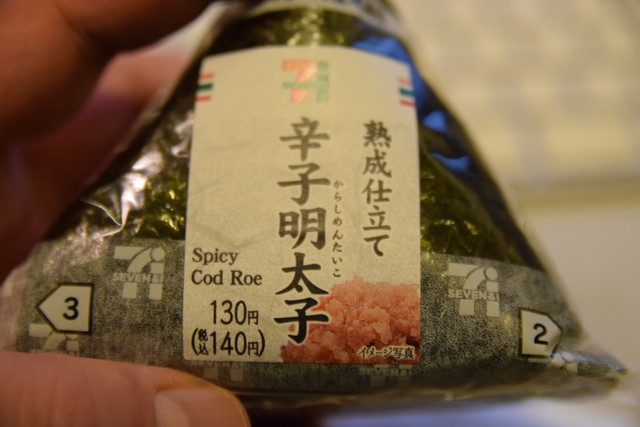 熟成仕立て
辛子明太子
からしめんたいこ
Spicy
Cod Roe
130円
(税込140円)
イメージ写真
SEVEN&i
SEVEN&i
3
2